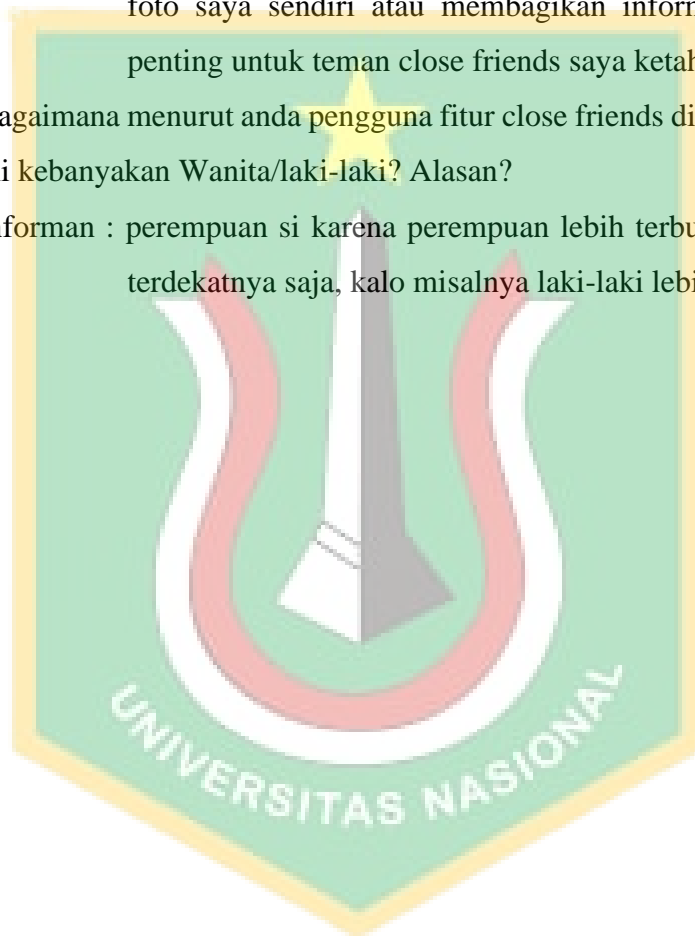 foto saya sendiri atau membagikan inform
penting untuk teman close friends saya ketah
agaimana menurut anda pengguna fitur close friends di
i kebanyakan Wanita/laki-laki? Alasan?
forman : perempuan si karena perempuan lebih terbu
terdekatnya saja, kalo misalnya laki-laki lebi
UNIVERSITAS NASIONAL